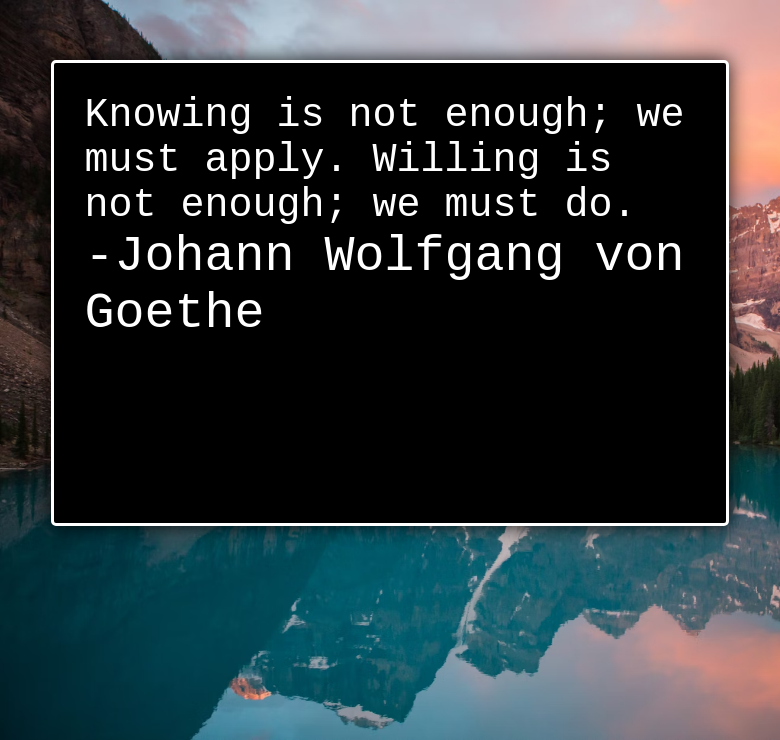 Knowing is not enough; we
must apply. Willing is
not enough; we must do.
-Johann Wolfgang von
Goethe